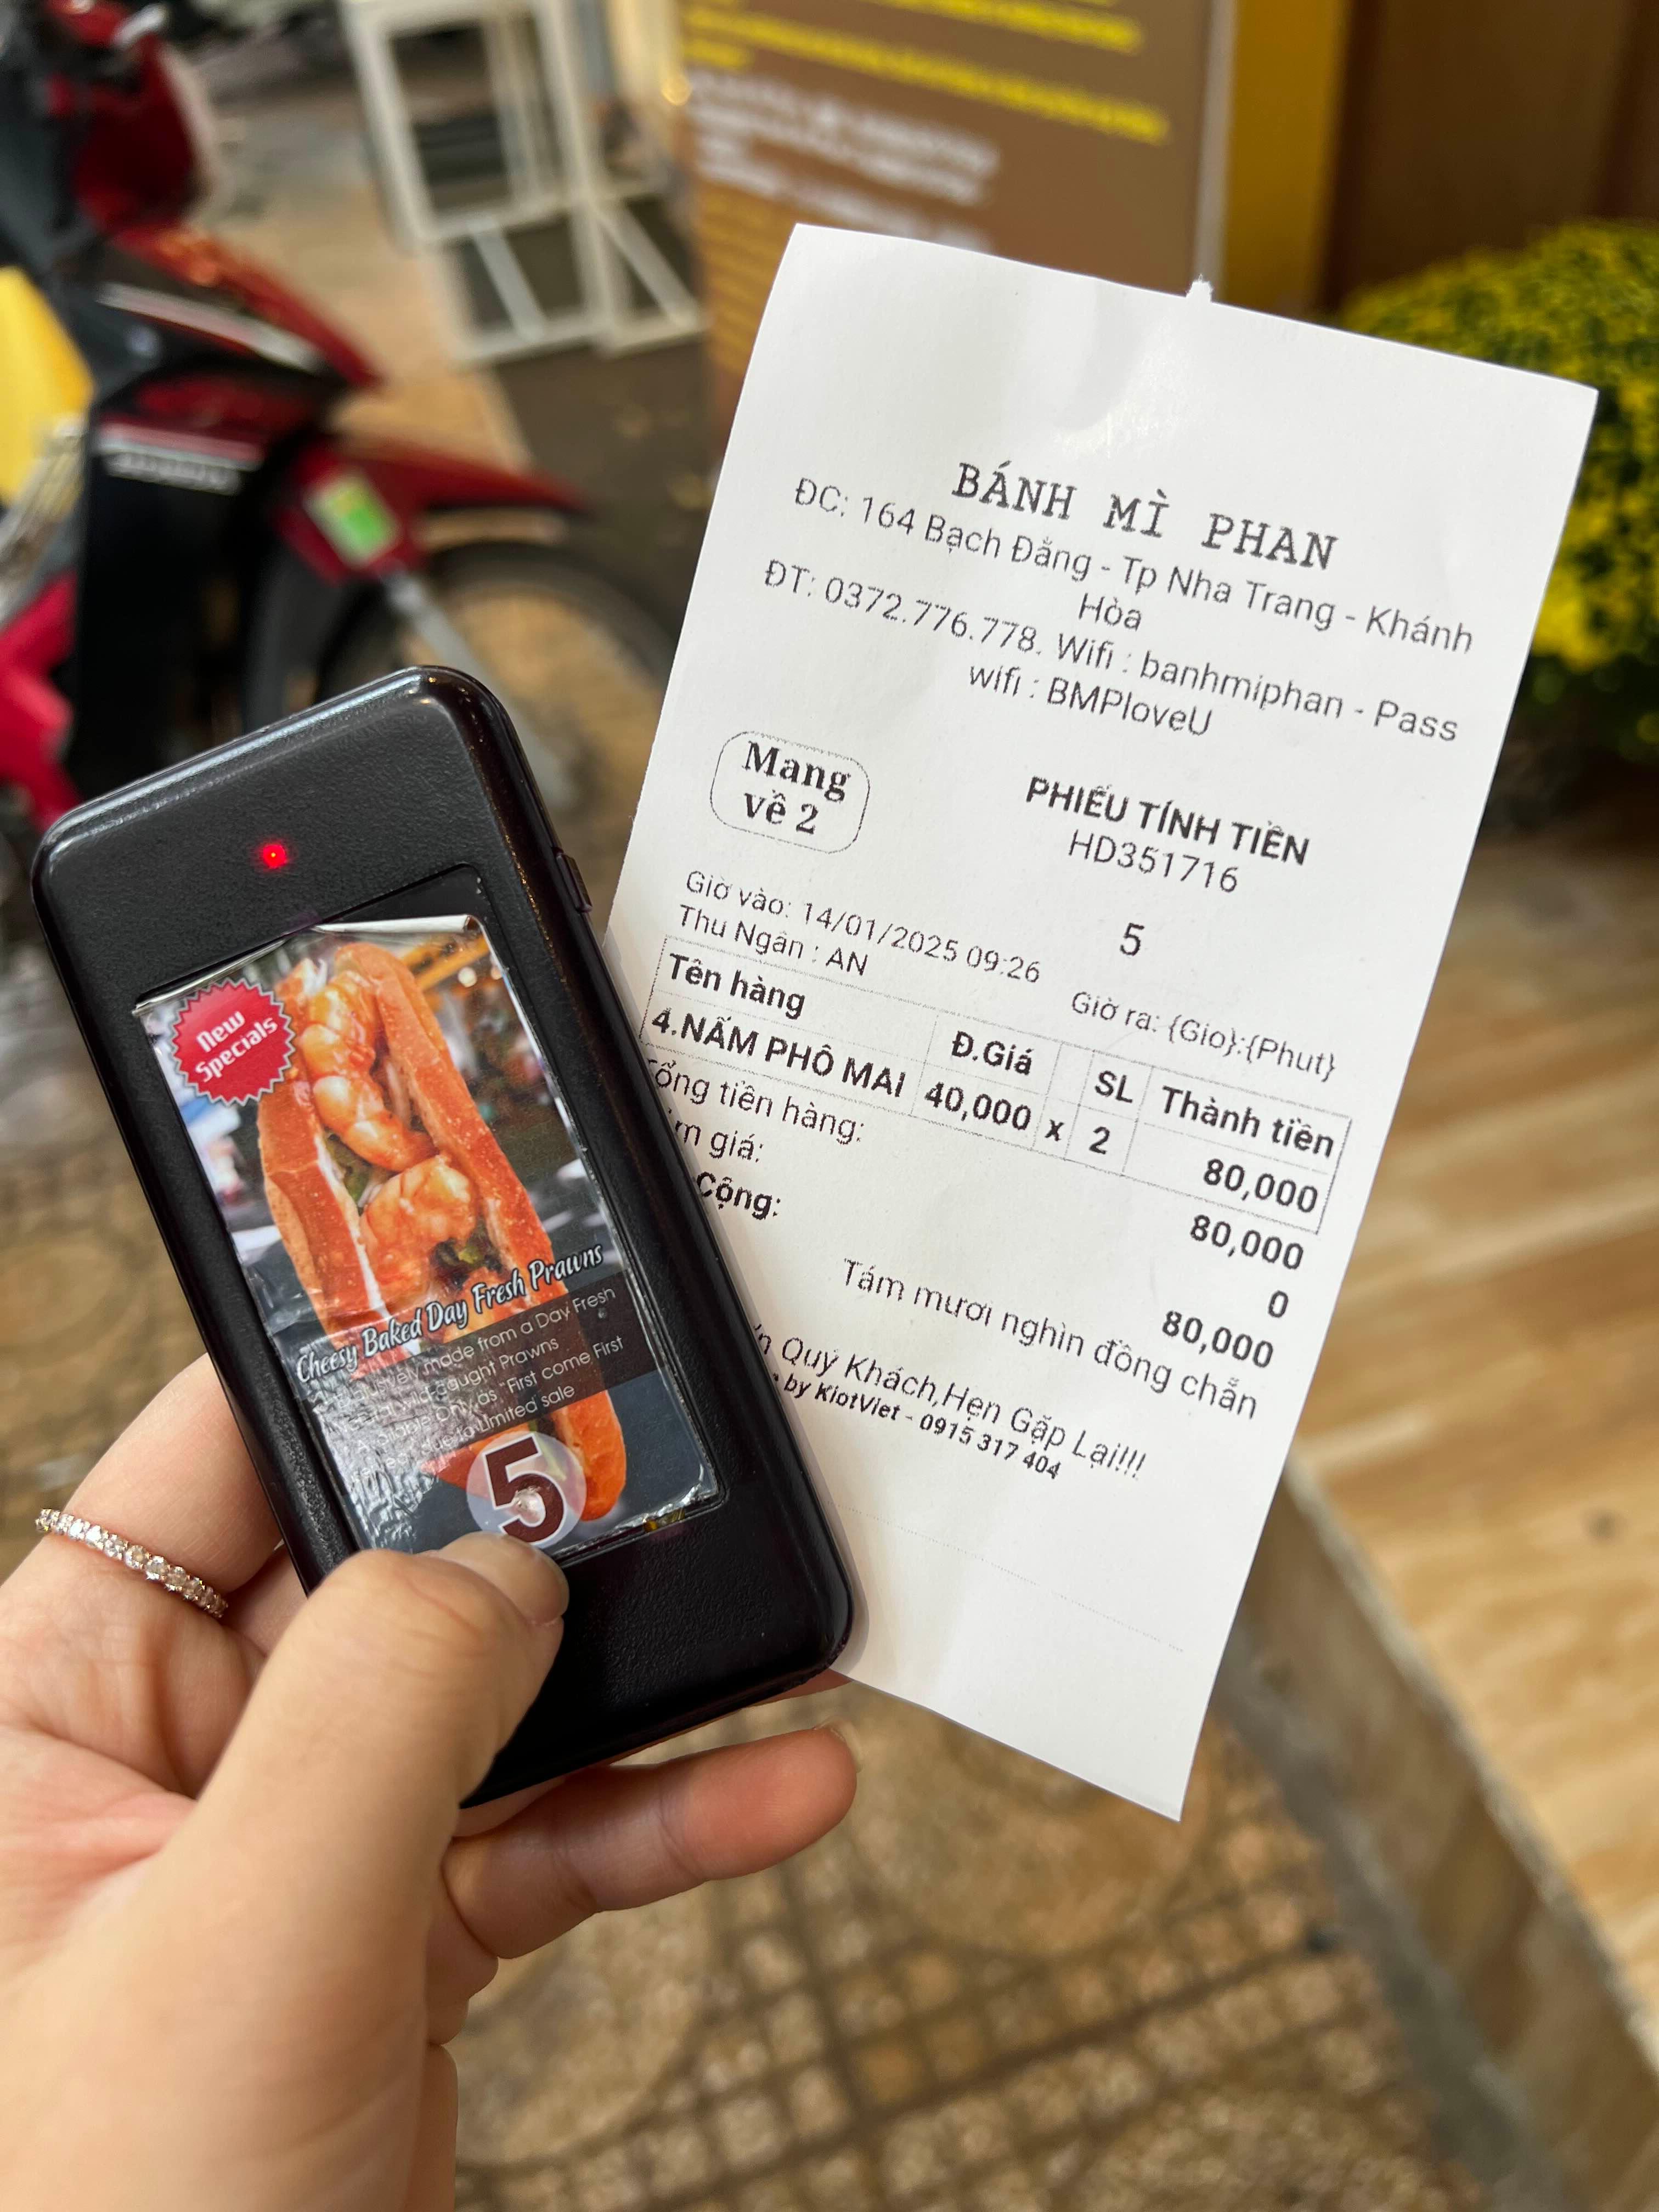 BÁNH MÌ PHAN
ĐC: 164 Bạch Đằng - Tp Nha Trang - Khánh
Hòa
ĐT: 0372.776.778. Wifi : banhmiphan - Pass
wifi : BMPloveU
Mang
về 2
PHIẾU TÍNH TIỀN
HD351716
5
Giờ vào: 14/01/2025 09:26
Giờ ra: {Gio}:{Phut}
Thu Ngân : AN
Tên hàng Đ.Giá SL Thành tiền
4.NẤM PHÔ MAI 40,000 x 2 80,000
tiền hàng: 80,000
giá: 0
Cộng: 80,000
Tám mươi nghìn đồng chẵn
Quý Khách,Hẹn Gặp Lại!!!
by KiotViet - 0915 317 404
New
Specials
Cheesy Baked Day Fresh Prawns
made from a Day Fresh
Prawns
only as "First come First
Limited sale
5